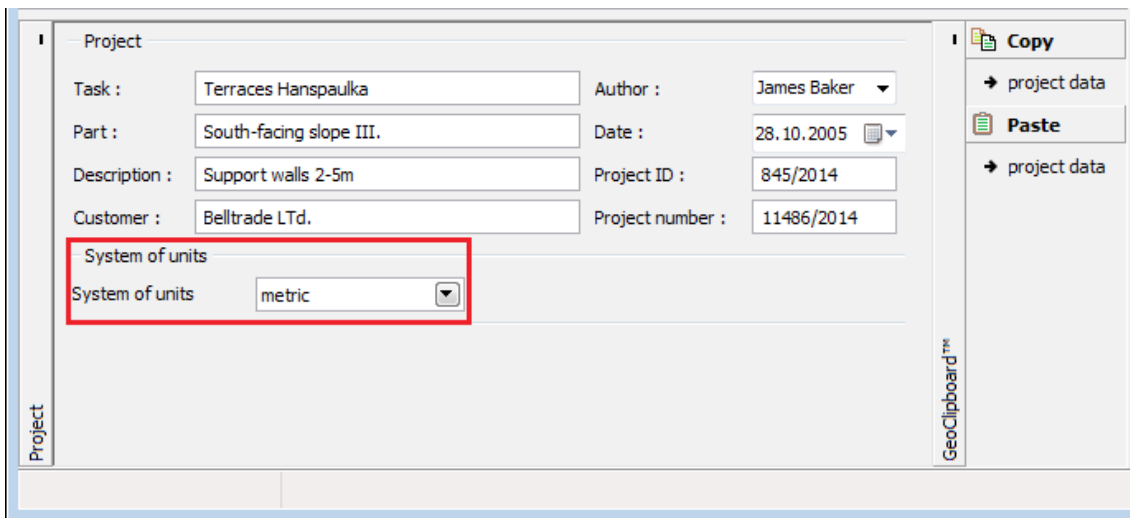 Project
Task : Terraces Hanspaulka Author : James Baker
Part : South-facing slope III. Date : 28.10.2005
Description : Support walls 2-5m Project ID : 845/2014
Customer : Belltrade LTd. Project number : 11486/2014
System of units
System of units metric
Project
GeoClipboard™
Copy
project data
Paste
project data